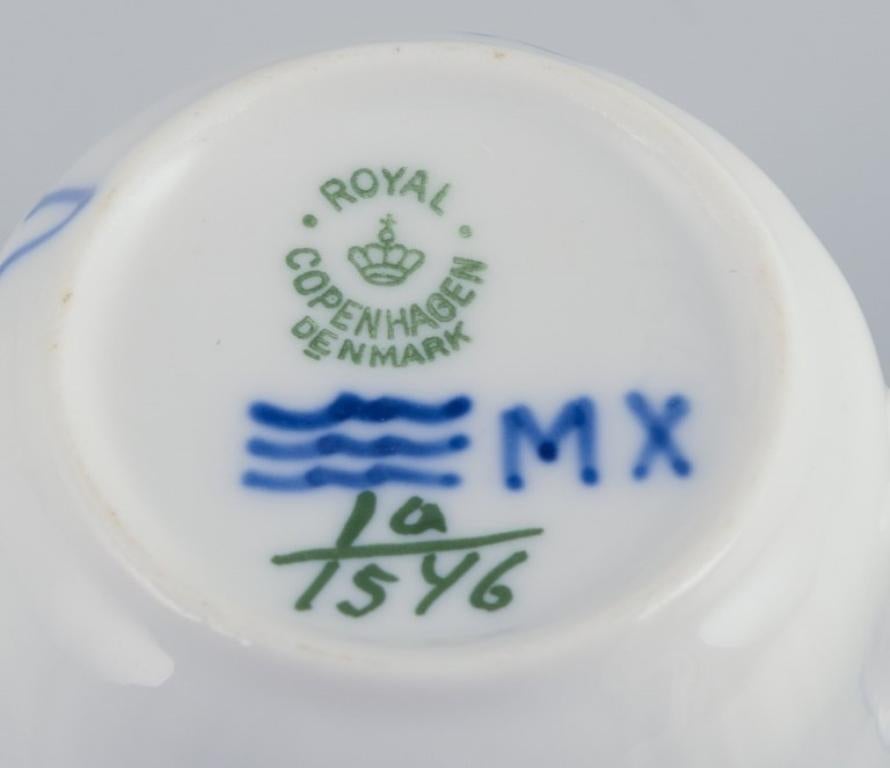 ROYAL
COPENHAGEN
DENMARK
MX
1a
1546